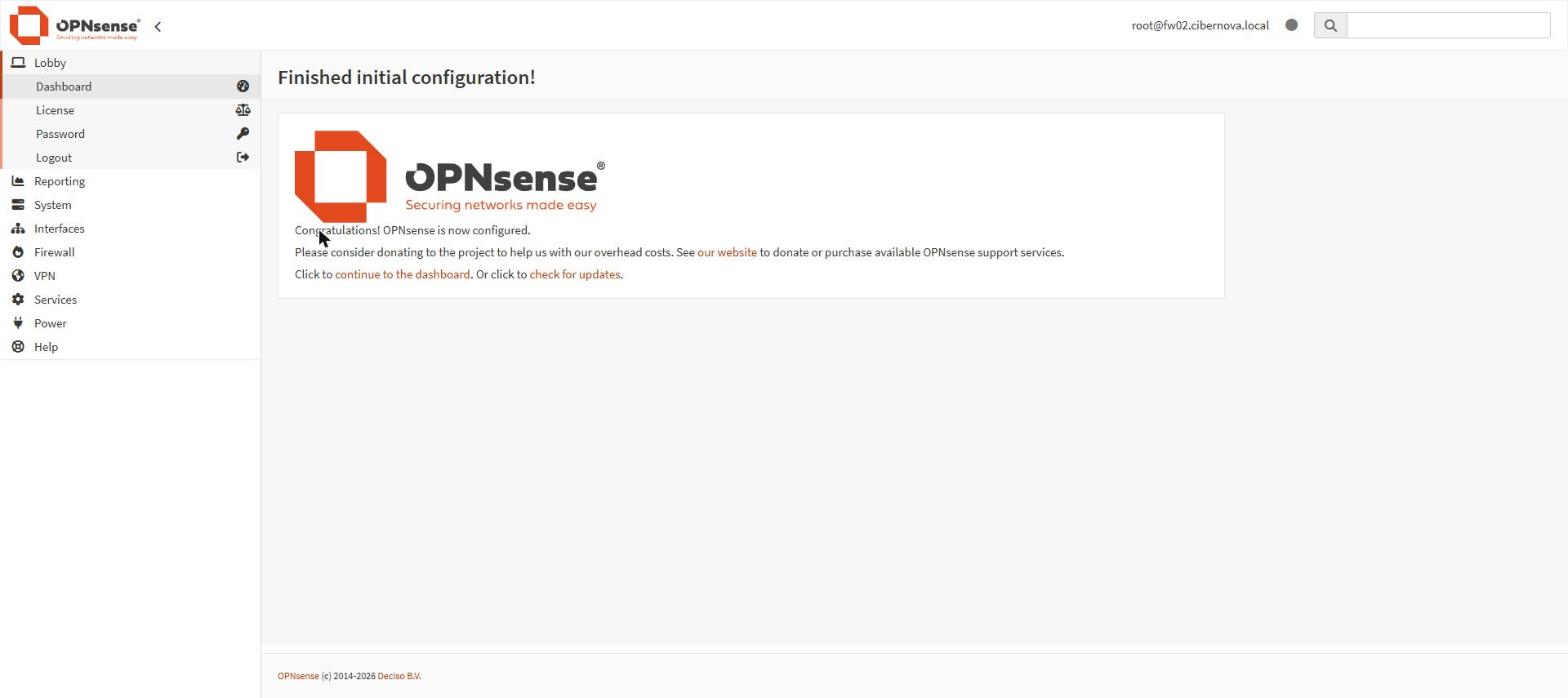 OPNsense®
Securing networks made easy
root@fw02.cibernova.local
Lobby
Dashboard
License
Password
Logout
Reporting
System
Interfaces
Firewall
VPN
Services
Power
Help
Finished initial configuration!
OPNsense®
Securing networks made easy
Congratulations! OPNsense is now configured.
Please consider donating to the project to help us with our overhead costs. See our website to donate or purchase available OPNsense support services.
Click to continue to the dashboard. Or click to check for updates.
OPNsense (c) 2014-2026 Deciso B.V.